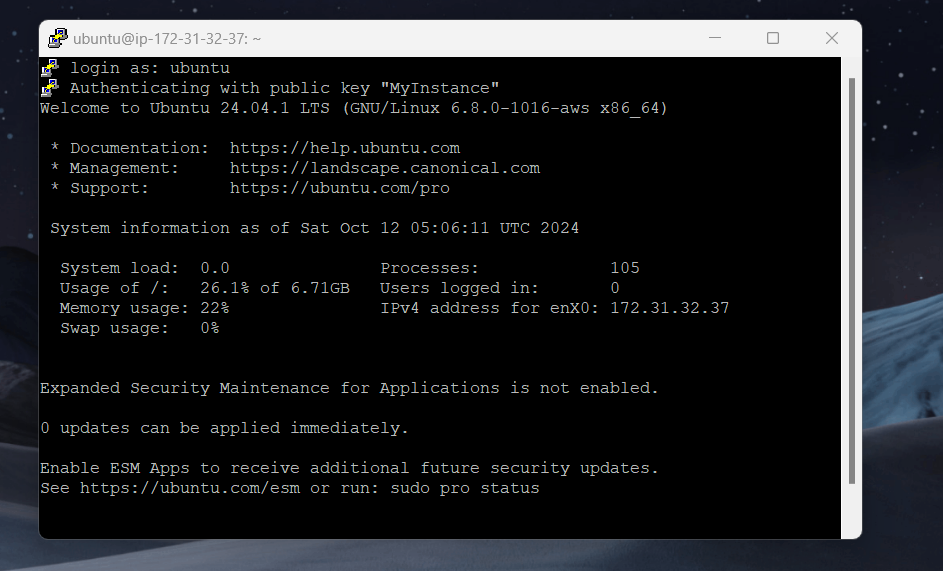 ubuntu@ip-172-31-32-37: ~
login as: ubuntu
Authenticating with public key "MyInstance"
Welcome to Ubuntu 24.04.1 LTS (GNU/Linux 6.8.0-1016-aws x86_64)
* Documentation:  https://help.ubuntu.com
* Management:     https://landscape.canonical.com
* Support:        https://ubuntu.com/pro
System information as of Sat Oct 12 05:06:11 UTC 2024
System load:  0.0               Processes:             105
Usage of /:   26.1% of 6.71GB   Users logged in:       0
Memory usage: 22%               IPv4 address for enX0: 172.31.32.37
Swap usage:   0%
Expanded Security Maintenance for Applications is not enabled.
0 updates can be applied immediately.
Enable ESM Apps to receive additional future security updates.
See https://ubuntu.com/esm or run: sudo pro status